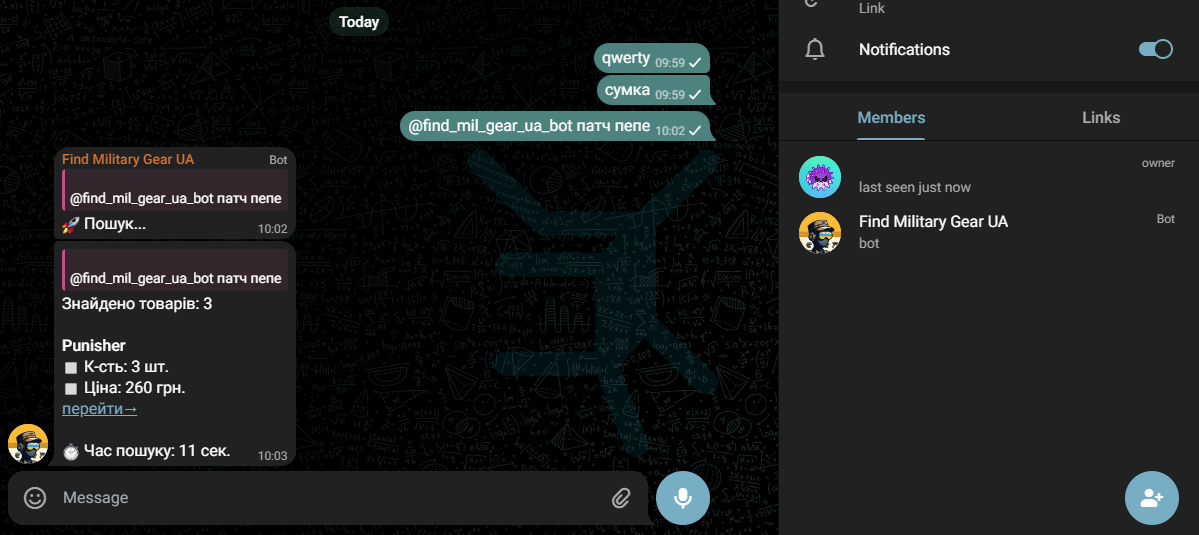 Today
qwerty 09:59
сумка 09:59
@find_mil_gear_ua_bot патч пепе 10:02
Find Military Gear UA Bot
@find_mil_gear_ua_bot патч пепе
🚀 Пошук... 10:02
@find_mil_gear_ua_bot патч пепе
Знайдено товарів: 3
Punisher
К-сть: 3 шт.
Ціна: 260 грн.
перейти→
Час пошуку: 11 сек. 10:03
Message
Link
Notifications
Members Links
owner
last seen just now
Find Military Gear UA Bot
bot